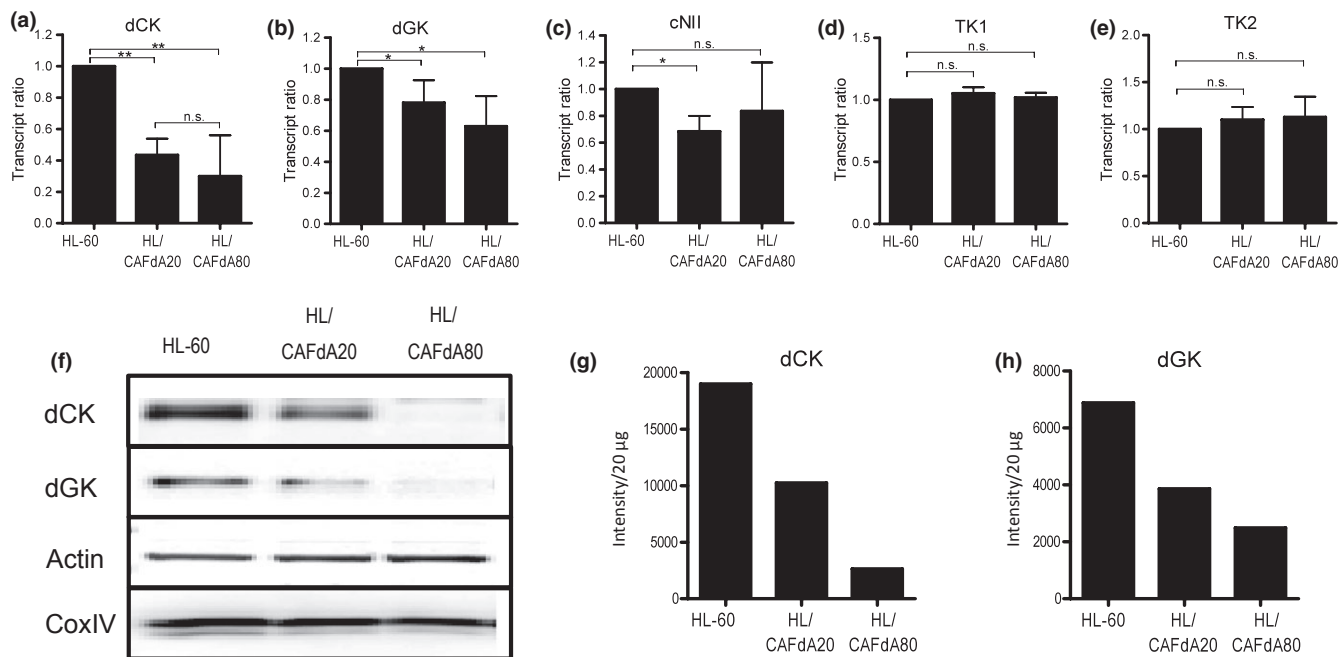 (a)
dCK
Transcript ratio
1.2
1.0
0.8
0.6
0.4
0.2
0.0
**
**
n.s.
HL-60
HL/
CAFdA20
HL/
CAFdA80
(b)
dGK
Transcript ratio
1.2
1.0
0.8
0.6
0.4
0.2
0.0
*
*
HL-60
HL/
CAFdA20
HL/
CAFdA80
(c)
cNII
Transcript ratio
1.4
1.2
1.0
0.8
0.6
0.4
0.2
0.0
n.s.
*
HL-60
HL/
CAFdA20
HL/
CAFdA80
(d)
TK1
Transcript ratio
1.5
1.0
0.5
0.0
n.s.
n.s.
HL-60
HL/
CAFdA20
HL/
CAFdA80
(e)
TK2
Transcript ratio
2.0
1.5
1.0
0.5
0.0
n.s.
n.s.
HL-60
HL/
CAFdA20
HL/
CAFdA80
(f)
HL-60
HL/
CAFdA20
HL/
CAFdA80
dCK
dGK
Actin
CoxIV
(g)
dCK
Intensity/20 µg
20000
15000
10000
5000
0
HL-60
HL/
CAFdA20
HL/
CAFdA80
(h)
dGK
Intensity/20 µg
8000
6000
4000
2000
0
HL-60
HL/
CAFdA20
HL/
CAFdA80